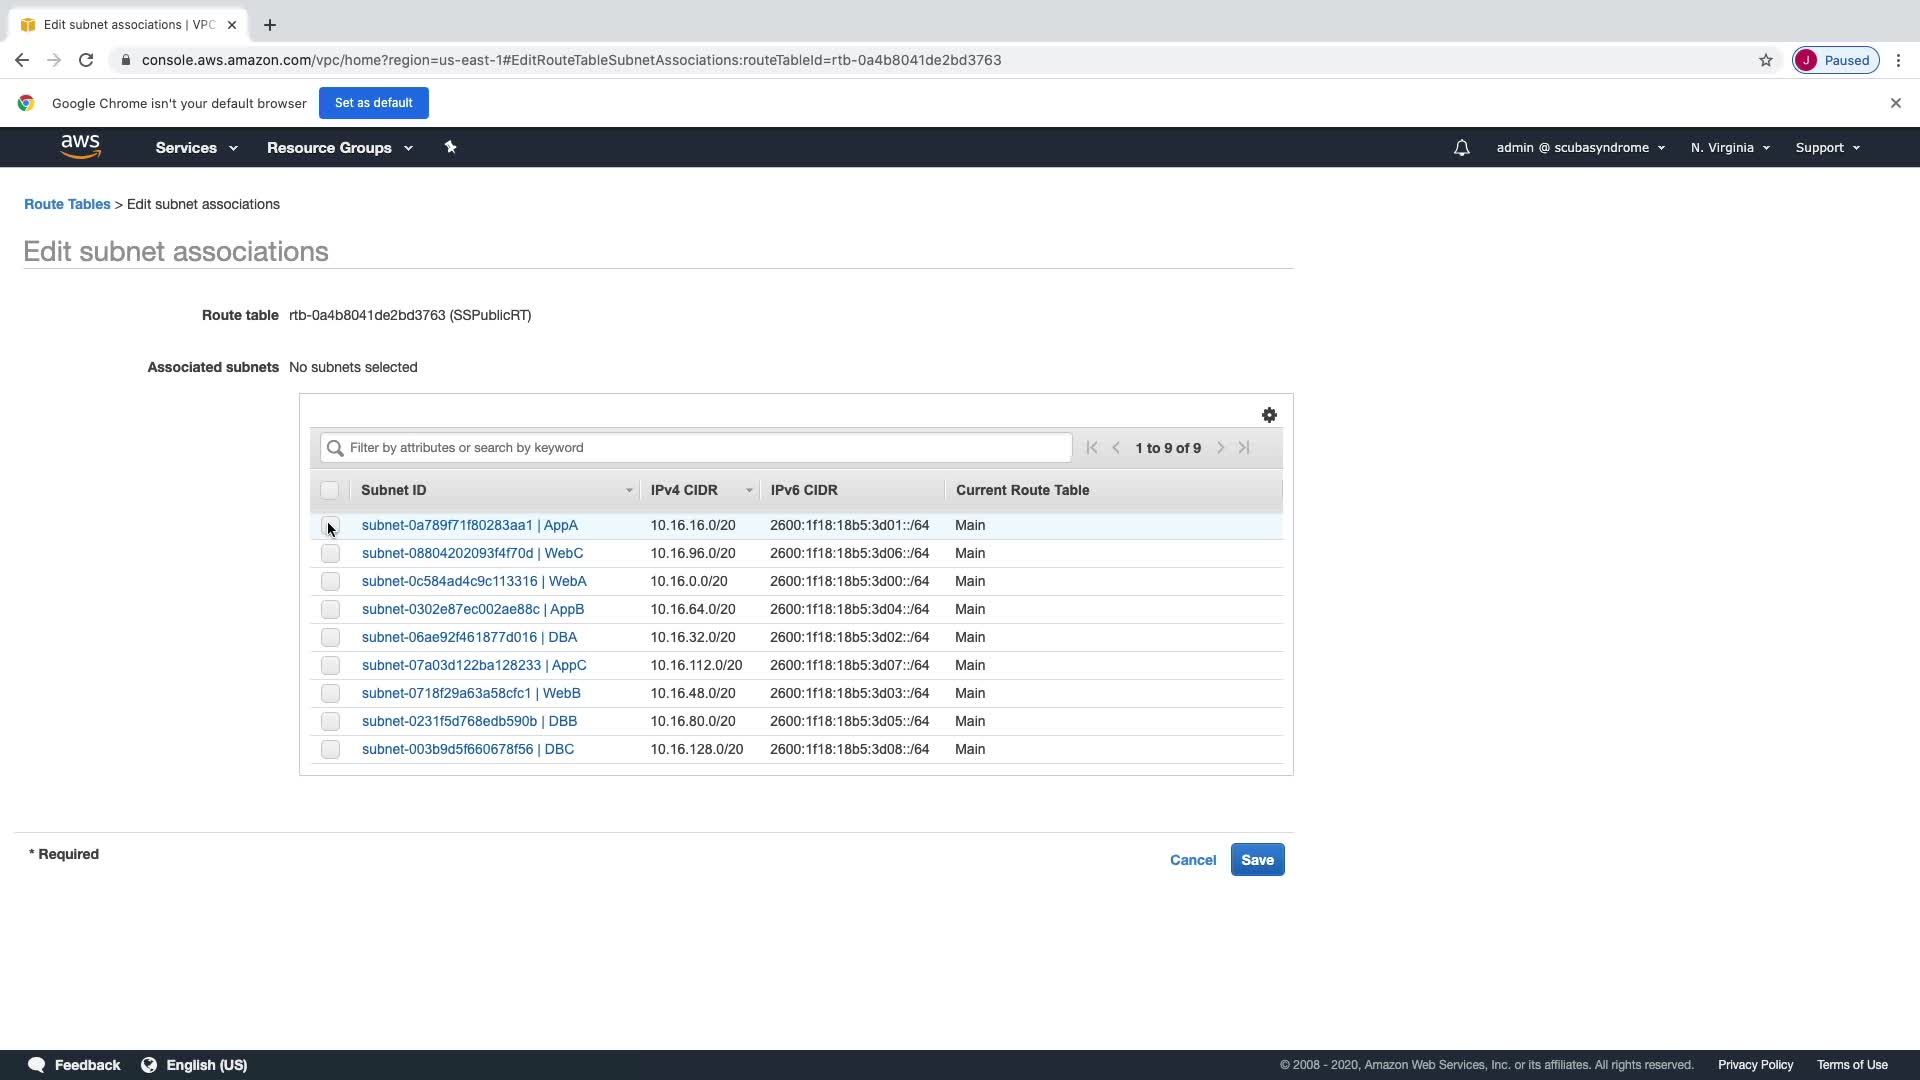 Edit subnet associations | VPC
console.aws.amazon.com/vpc/home?region=us-east-1#EditRouteTableSubnetAssociations:routeTableId=rtb-0a4b8041de2bd3763
J Paused
Google Chrome isn't your default browser Set as default
aws Services Resource Groups admin @ scubasyndrome N. Virginia Support
Route Tables > Edit subnet associations
Edit subnet associations
Route table rtb-0a4b8041de2bd3763 (SSPublicRT)
Associated subnets No subnets selected
Filter by attributes or search by keyword 1 to 9 of 9
Subnet ID IPv4 CIDR IPv6 CIDR Current Route Table
subnet-0a789f71f80283aa1 | AppA 10.16.16.0/20 2600:1f18:18b5:3d01::/64 Main
subnet-08804202093f4f70d | WebC 10.16.96.0/20 2600:1f18:18b5:3d06::/64 Main
subnet-0c584ad4c9c113316 | WebA 10.16.0.0/20 2600:1f18:18b5:3d00::/64 Main
subnet-0302e87ec002ae88c | AppB 10.16.64.0/20 2600:1f18:18b5:3d04::/64 Main
subnet-06ae92f461877d016 | DBA 10.16.32.0/20 2600:1f18:18b5:3d02::/64 Main
subnet-07a03d122ba128233 | AppC 10.16.112.0/20 2600:1f18:18b5:3d07::/64 Main
subnet-0718f29a63a58cfc1 | WebB 10.16.48.0/20 2600:1f18:18b5:3d03::/64 Main
subnet-0231f5d768edb590b | DBB 10.16.80.0/20 2600:1f18:18b5:3d05::/64 Main
subnet-003b9d5f660678f56 | DBC 10.16.128.0/20 2600:1f18:18b5:3d08::/64 Main
* Required
Cancel Save
Feedback English (US) © 2008 - 2020, Amazon Web Services, Inc. or its affiliates. All rights reserved. Privacy Policy Terms of Use